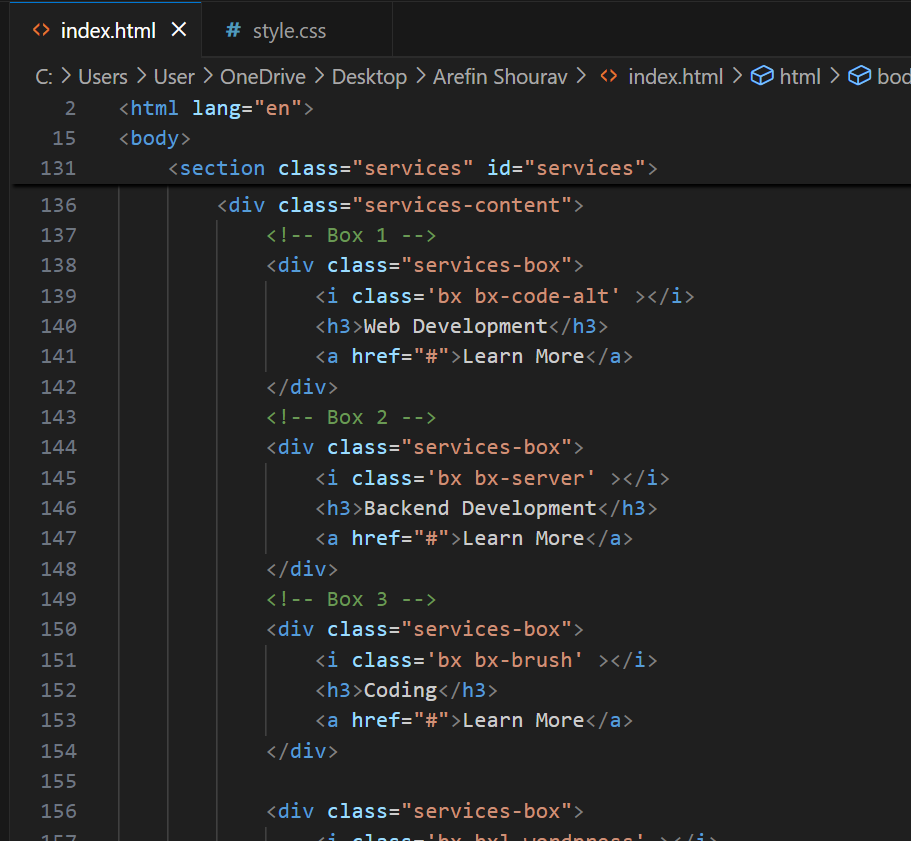 index.html
style.css
C: > Users > User > OneDrive > Desktop > Arefin Shourav > index.html > html > bod
2 <html lang="en">
15 <body>
131 <section class="services" id="services">
136 <div class="services-content">
137 <!-- Box 1 -->
138 <div class="services-box">
139 <i class='bx bx-code-alt' ></i>
140 <h3>Web Development</h3>
141 <a href="#">Learn More</a>
142 </div>
143 <!-- Box 2 -->
144 <div class="services-box">
145 <i class='bx bx-server' ></i>
146 <h3>Backend Development</h3>
147 <a href="#">Learn More</a>
148 </div>
149 <!-- Box 3 -->
150 <div class="services-box">
151 <i class='bx bx-brush' ></i>
152 <h3>Coding</h3>
153 <a href="#">Learn More</a>
154 </div>
155
156 <div class="services-box">
157 <i class='bx bxl-wordpress' ></i>